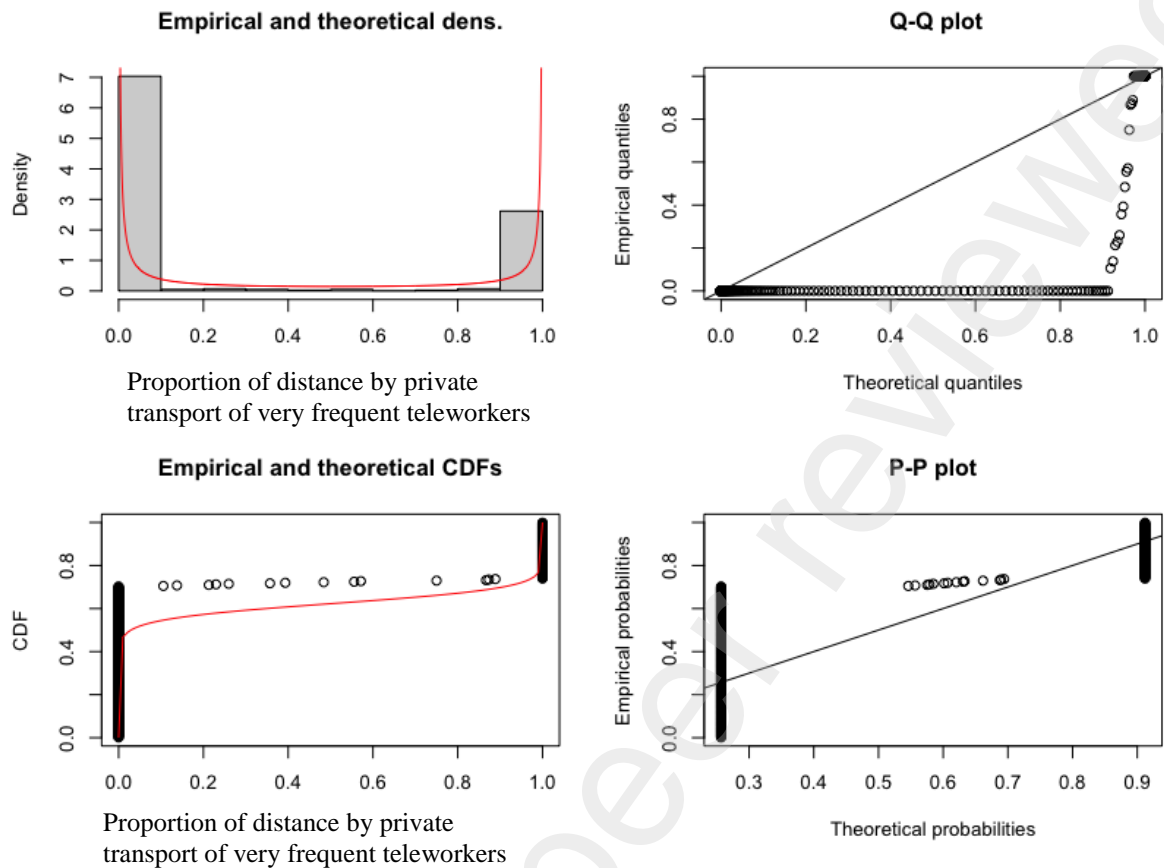 Empirical and theoretical dens.
Density
0 1 2 3 4 5 6 7
0.0 0.2 0.4 0.6 0.8 1.0
Proportion of distance by private
transport of very frequent teleworkers
Q-Q plot
Empirical quantiles
0.0 0.4 0.8
0.0 0.2 0.4 0.6 0.8 1.0
Theoretical quantiles
Empirical and theoretical CDFs
CDF
0.0 0.4 0.8
0.0 0.2 0.4 0.6 0.8 1.0
Proportion of distance by private
transport of very frequent teleworkers
P-P plot
Empirical probabilities
0.0 0.4 0.8
0.3 0.4 0.5 0.6 0.7 0.8 0.9
Theoretical probabilities
peer reviewed